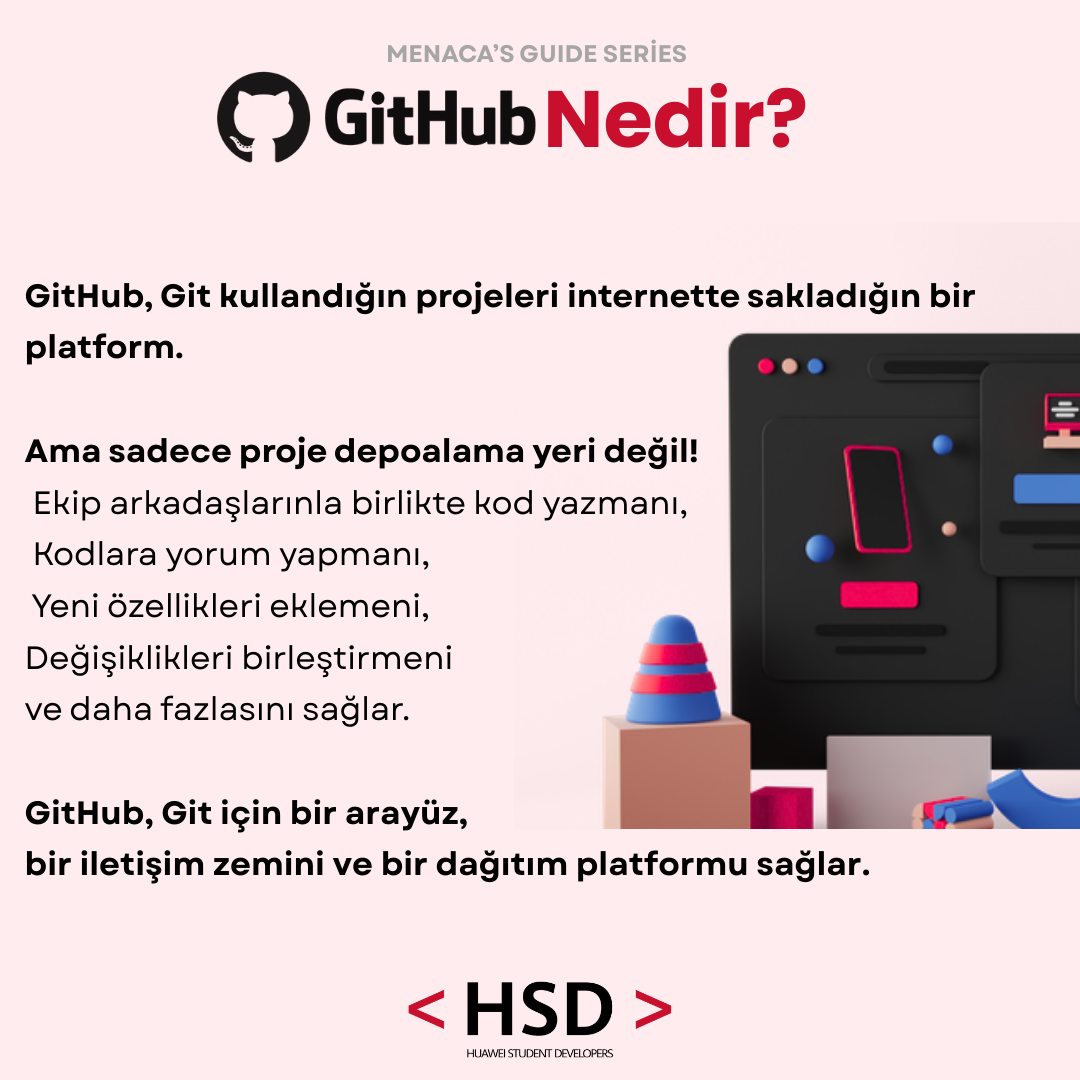 MENACA’S GUIDE SERİES
GitHub Nedir?
GitHub, Git kullandığın projeleri internette sakladığın bir
platform.
Ama sadece proje depoalama yeri değil!
Ekip arkadaşlarınla birlikte kod yazmanı,
Kodlara yorum yapmanı,
Yeni özellikleri eklemeni,
Değişiklikleri birleştirmeni
ve daha fazlasını sağlar.
GitHub, Git için bir arayüz,
bir iletişim zemini ve bir dağıtım platformu sağlar.
< HSD >
HUAWEI STUDENT DEVELOPERS